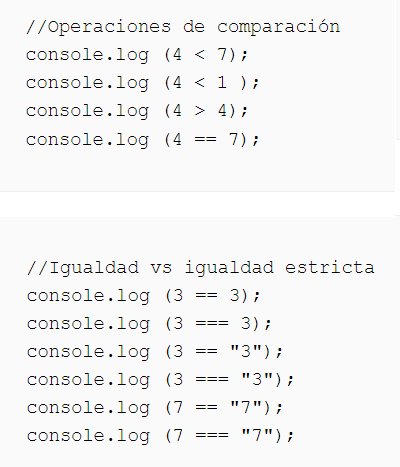 //Operaciones de comparación
console.log (4 < 7);
console.log (4 < 1 );
console.log (4 > 4);
console.log (4 == 7);
//Igualdad vs igualdad estricta
console.log (3 == 3);
console.log (3 === 3);
console.log (3 == "3");
console.log (3 === "3");
console.log (7 == "7");
console.log (7 === "7");